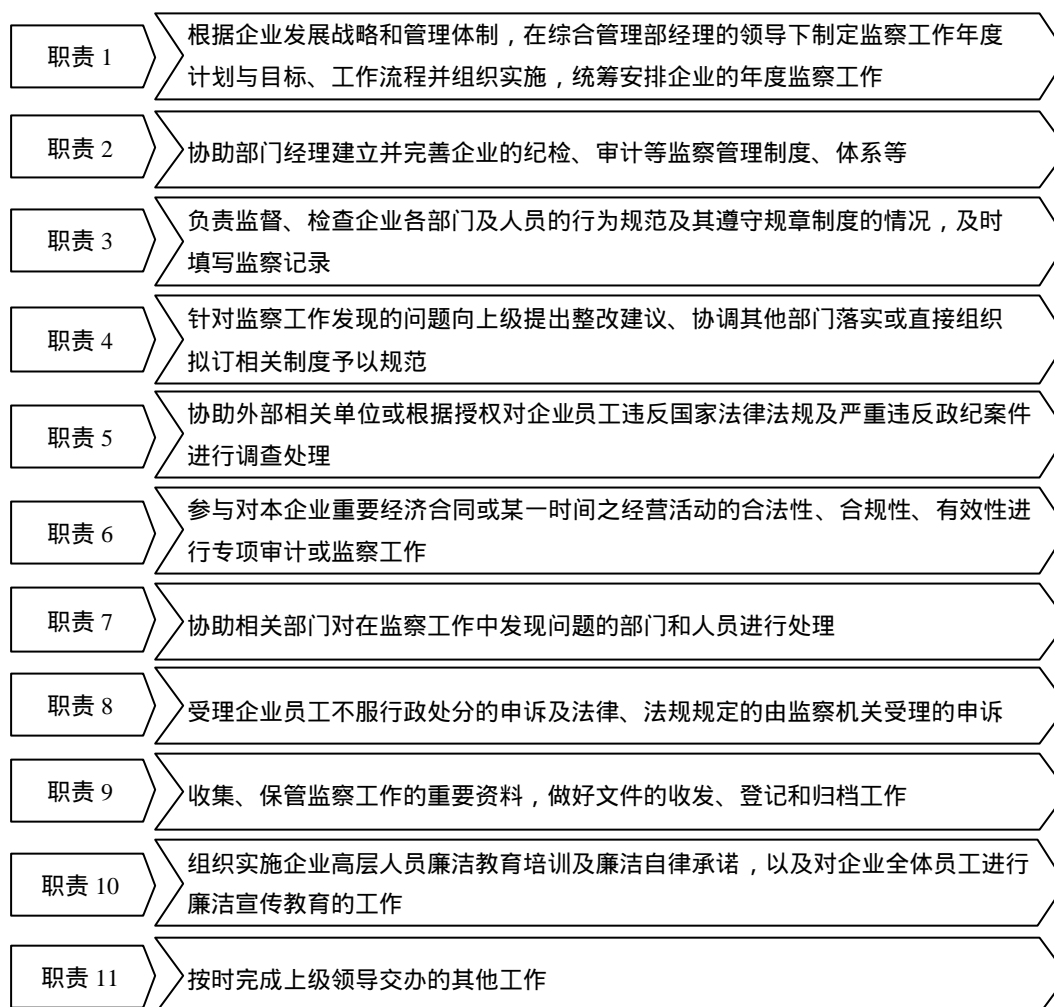 职责 1
根据企业发展战略和管理体制，在综合管理部经理的领导下制定监察工作年度
计划与目标、工作流程并组织实施，统筹安排企业的年度监察工作
职责 2
协助部门经理建立并完善企业的纪检、审计等监察管理制度、体系等
职责 3
负责监督、检查企业各部门及人员的行为规范及其遵守规章制度的情况，及时
填写监察记录
职责 4
针对监察工作发现的问题向上级提出整改建议、协调其他部门落实或直接组织
拟订相关制度予以规范
职责 5
协助外部相关单位或根据授权对企业员工违反国家法律法规及严重违反政纪案件
进行调查处理
职责 6
参与对本企业重要经济合同或某一时间之经营活动的合法性、合规性、有效性进
行专项审计或监察工作
职责 7
协助相关部门对在监察工作中发现问题的部门和人员进行处理
职责 8
受理企业员工不服行政处分的申诉及法律、法规规定的由监察机关受理的申诉
职责 9
收集、保管监察工作的重要资料，做好文件的收发、登记和归档工作
职责 10
组织实施企业高层人员廉洁教育培训及廉洁自律承诺，以及对企业全体员工进行
廉洁宣传教育的工作
职责 11
按时完成上级领导交办的其他工作